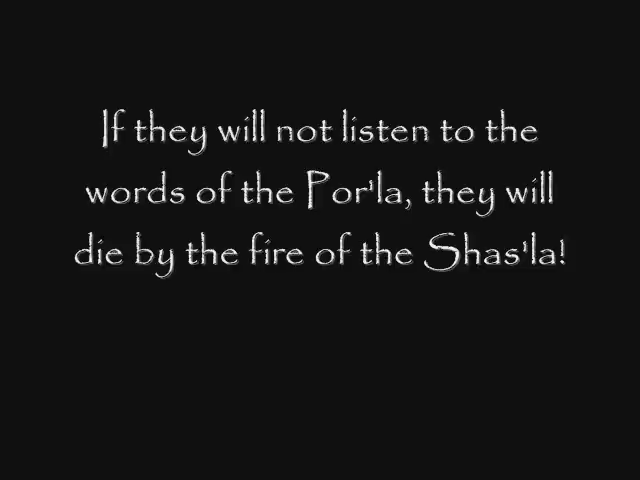 If they will not listen to the
words of the Por'la, they will
die by the fire of the Shas'la!